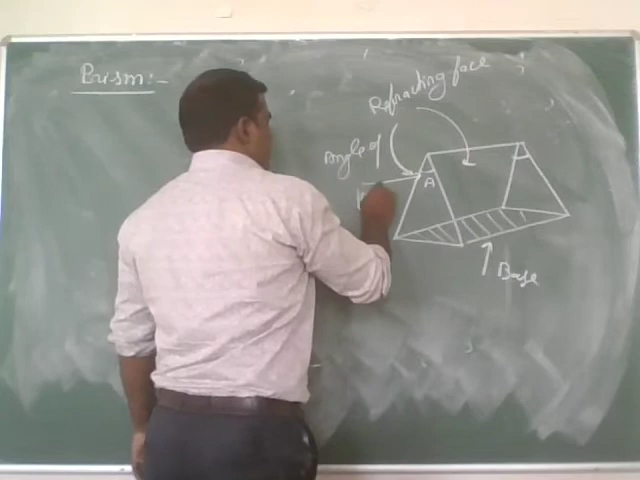 Prism:-
Refracting face
Angle of
A
Base